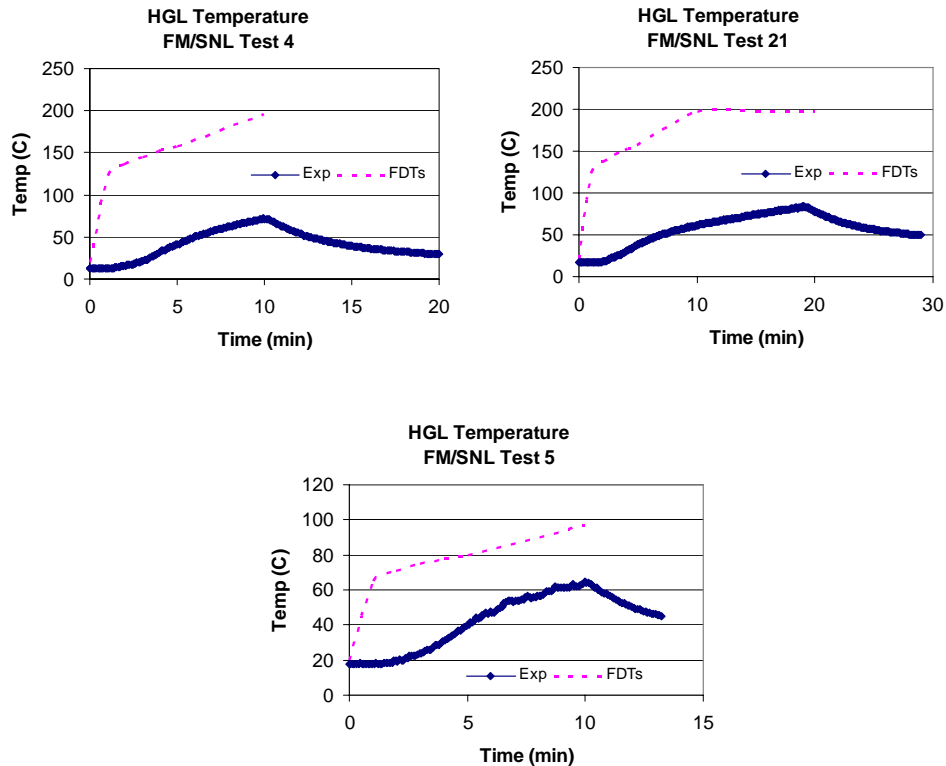 HGL Temperature
FM/SNL Test 4
250
200
150
100
50
0
Temp (C)
Exp
FDTs
0
5
10
15
20
Time (min)
HGL Temperature
FM/SNL Test 21
250
200
150
100
50
0
Temp (C)
Exp
FDTs
0
10
20
30
Time (min)
HGL Temperature
FM/SNL Test 5
120
100
80
60
40
20
0
Temp (C)
Exp
FDTs
0
5
10
15
Time (min)